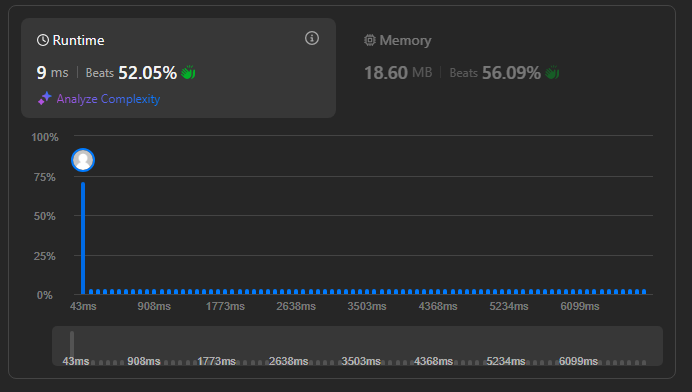 Runtime
9 ms | Beats 52.05%
Analyze Complexity
Memory
18.60 MB | Beats 56.09%
100%
75%
50%
25%
0%
43ms 908ms 1773ms 2638ms 3503ms 4368ms 5234ms 6099ms
43ms 908ms 1773ms 2638ms 3503ms 4368ms 5234ms 6099ms